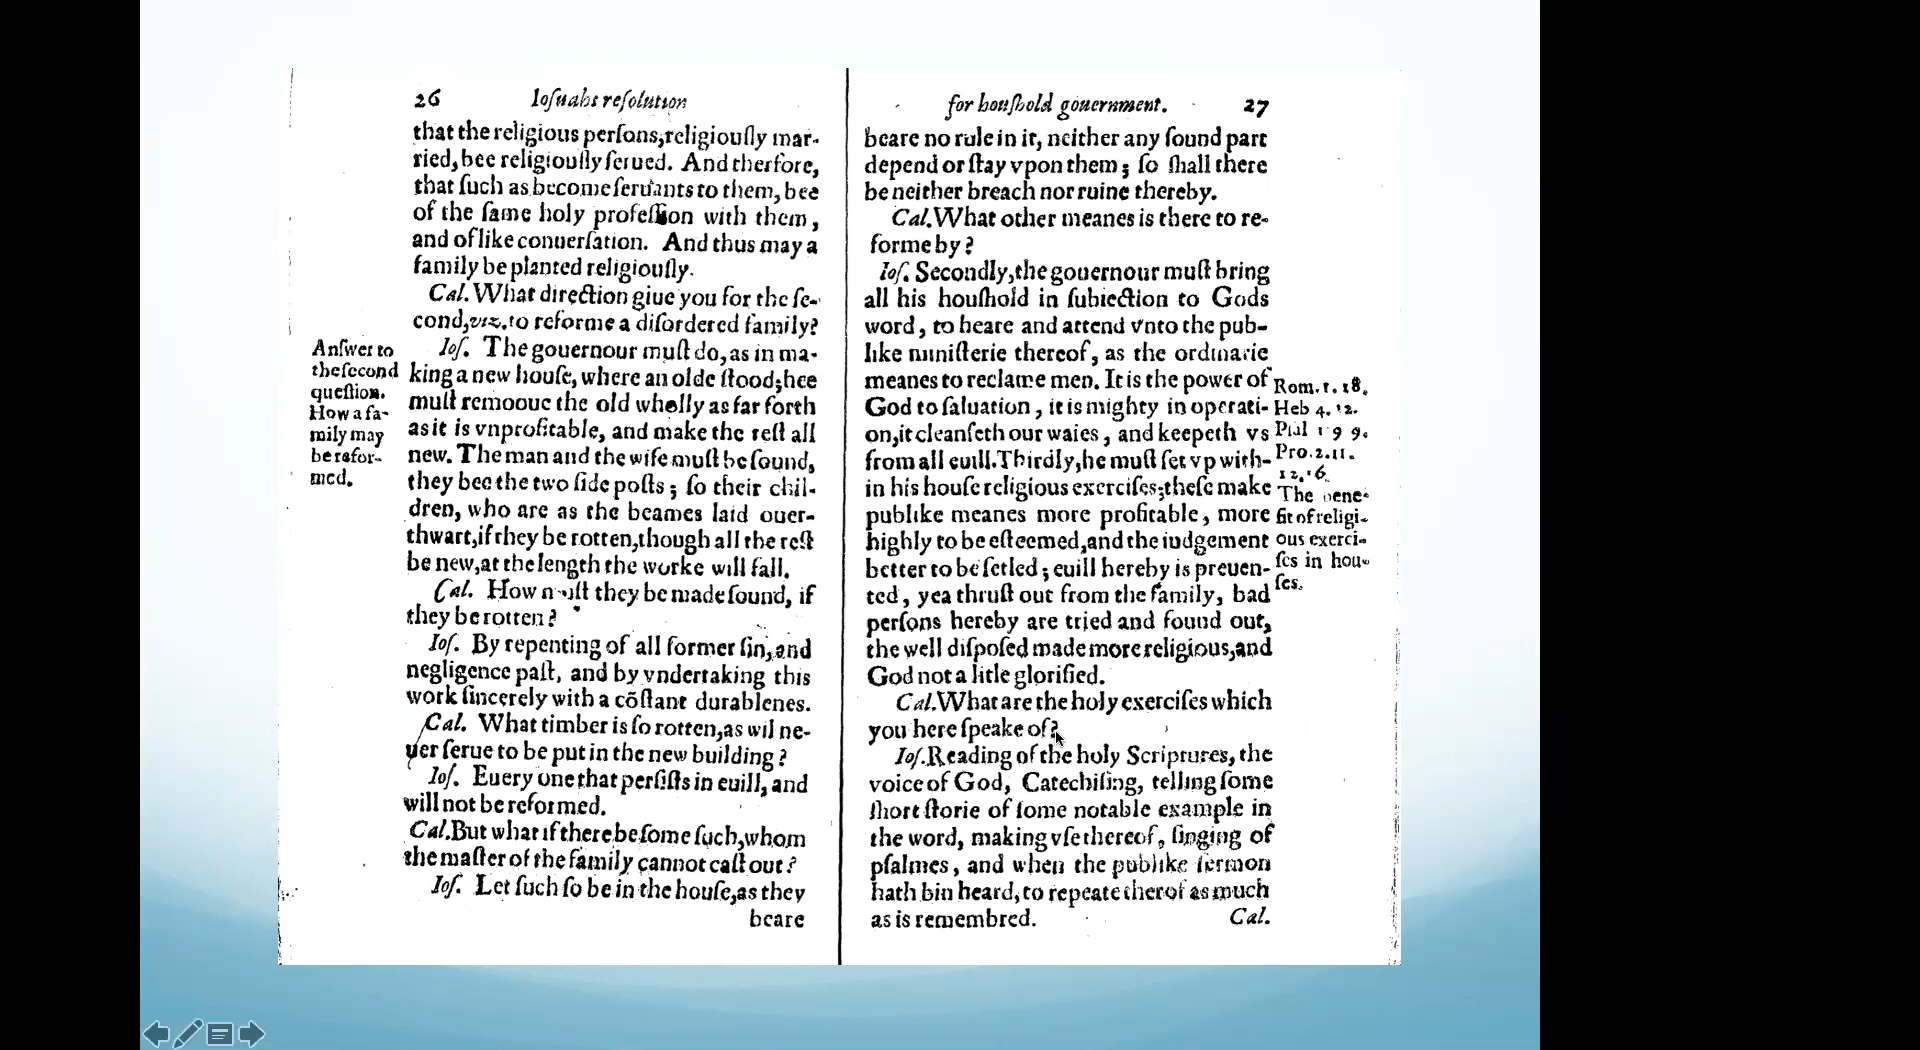 26 Ioſuahs reſolution
that the religious perſons, religiouſly mar-
ried, bee religiouſly ſerued. And therfore,
that ſuch as become ſeruants to them, bee
of the ſame holy profeſſion with them,
and of like conuerſation. And thus may a
family be planted religiouſly.
Cal. What direction giue you for the ſe-
cond, viz. to reforme a diſordered family?
Anſwer to
the ſecond
queſtion.
How a fa-
mily may
be refor-
med.
Ioſ. The gouernour muſt do, as in ma-
king a new houſe, where an olde ſtood; hee
muſt remooue the old wholly as far forth
as it is vnprofitable, and make the reſt all
new. The man and the wife muſt be ſound,
they bee the two ſide poſts; ſo their chil-
dren, who are as the beames laid ouer-
thwart, if they be rotten, though all the reſt
be new, at the length the worke will fall.
Cal. How muſt they be made ſound, if
they be rotten?
Ioſ. By repenting of all former ſin, and
negligence paſt, and by vndertaking this
work ſincerely with a cõſtant durablenes.
Cal. What timber is ſo rotten, as wil ne-
uer ſerue to be put in the new building?
Ioſ. Euery one that perſiſts in euill, and
will not be reformed.
Cal. But what if there be ſome ſuch, whom
the maſter of the family cannot caſt out?
Ioſ. Let ſuch ſo be in the houſe, as they
beare
for houſhold gouernment. 27
beare no rule in it, neither any ſound part
depend or ſtay vpon them; ſo ſhall there
be neither breach nor ruine thereby.
Cal. What other meanes is there to re-
forme by?
Ioſ. Secondly, the gouernour muſt bring
all his houſhold in ſubiection to Gods
word, to heare and attend vnto the pub-
like miniſterie thereof, as the ordinarie
meanes to reclaime men. It is the power of
God to ſaluation, it is mighty in operati-
on, it cleanſeth our waies, and keepeth vs
from all euill. Thirdly, he muſt ſet vp with-
in his houſe religious exerciſes; theſe make
publike meanes more profitable, more
highly to be eſteemed, and the iudgement
better to be ſetled; euill hereby is preuen-
ted, yea thruſt out from the family, bad
perſons hereby are tried and found out,
the well diſpoſed made more religious, and
God not a litle glorified.
Rom. 1. 18.
Heb 4. 12.
Pſal 1 9 9.
Pro. 2. 11.
12. 16.
The bene-
fit of religi-
ous exerci-
ſes in hou-
ſes.
Cal. What are the holy exerciſes which
you here ſpeake of?
Ioſ. Reading of the holy Scriptures, the
voice of God, Catechiſing, telling ſome
ſhort ſtorie of ſome notable example in
the word, making vſe thereof, ſinging of
pſalmes, and when the publike ſermon
hath bin heard, to repeate therof as much
as is remembred.
Cal.